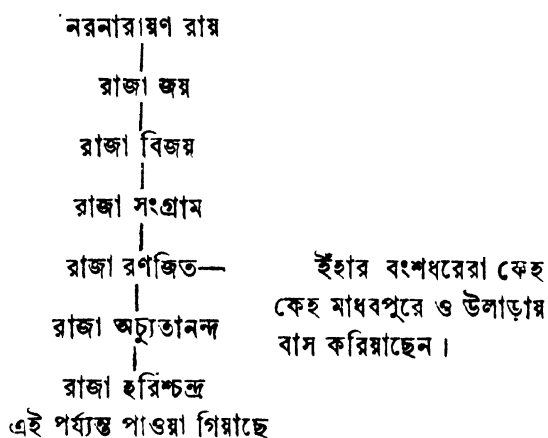 নরনারায়ণ রায়
রাজা জয়
রাজা বিজয়
রাজা সংগ্রাম
রাজা রণজিত—
ইঁহার বংশধরেরা কেহ
কেহ মাধবপুরে ও উলাড়ায়
বাস করিয়াছেন।
রাজা অচ্যুতানন্দ
রাজা হরিশ্চন্দ্র
এই পর্য্যন্ত পাওয়া গিয়াছে